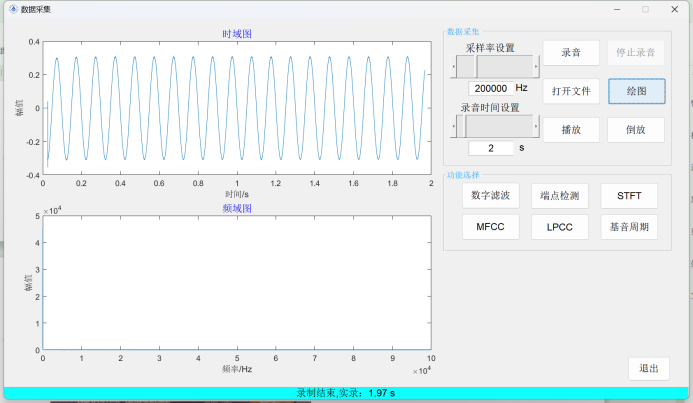 数据采集
时域图
0.4
0.2
0
-0.2
-0.4
幅值
0 0.2 0.4 0.6 0.8 1 1.2 1.4 1.6 1.8 2
时间/s
频域图
×10⁴
5
4
3
2
1
0
幅值
0 1 2 3 4 5 6 7 8 9 10
频率/Hz
×10⁴
数据采集
采样率设置
200000 Hz
录音时间设置
2 s
录音 停止录音
打开文件 绘图
播放 倒放
功能选择
数字滤波 端点检测 STFT
MFCC LPCC 基音周期
退出
录制结束,实录：1.97 s